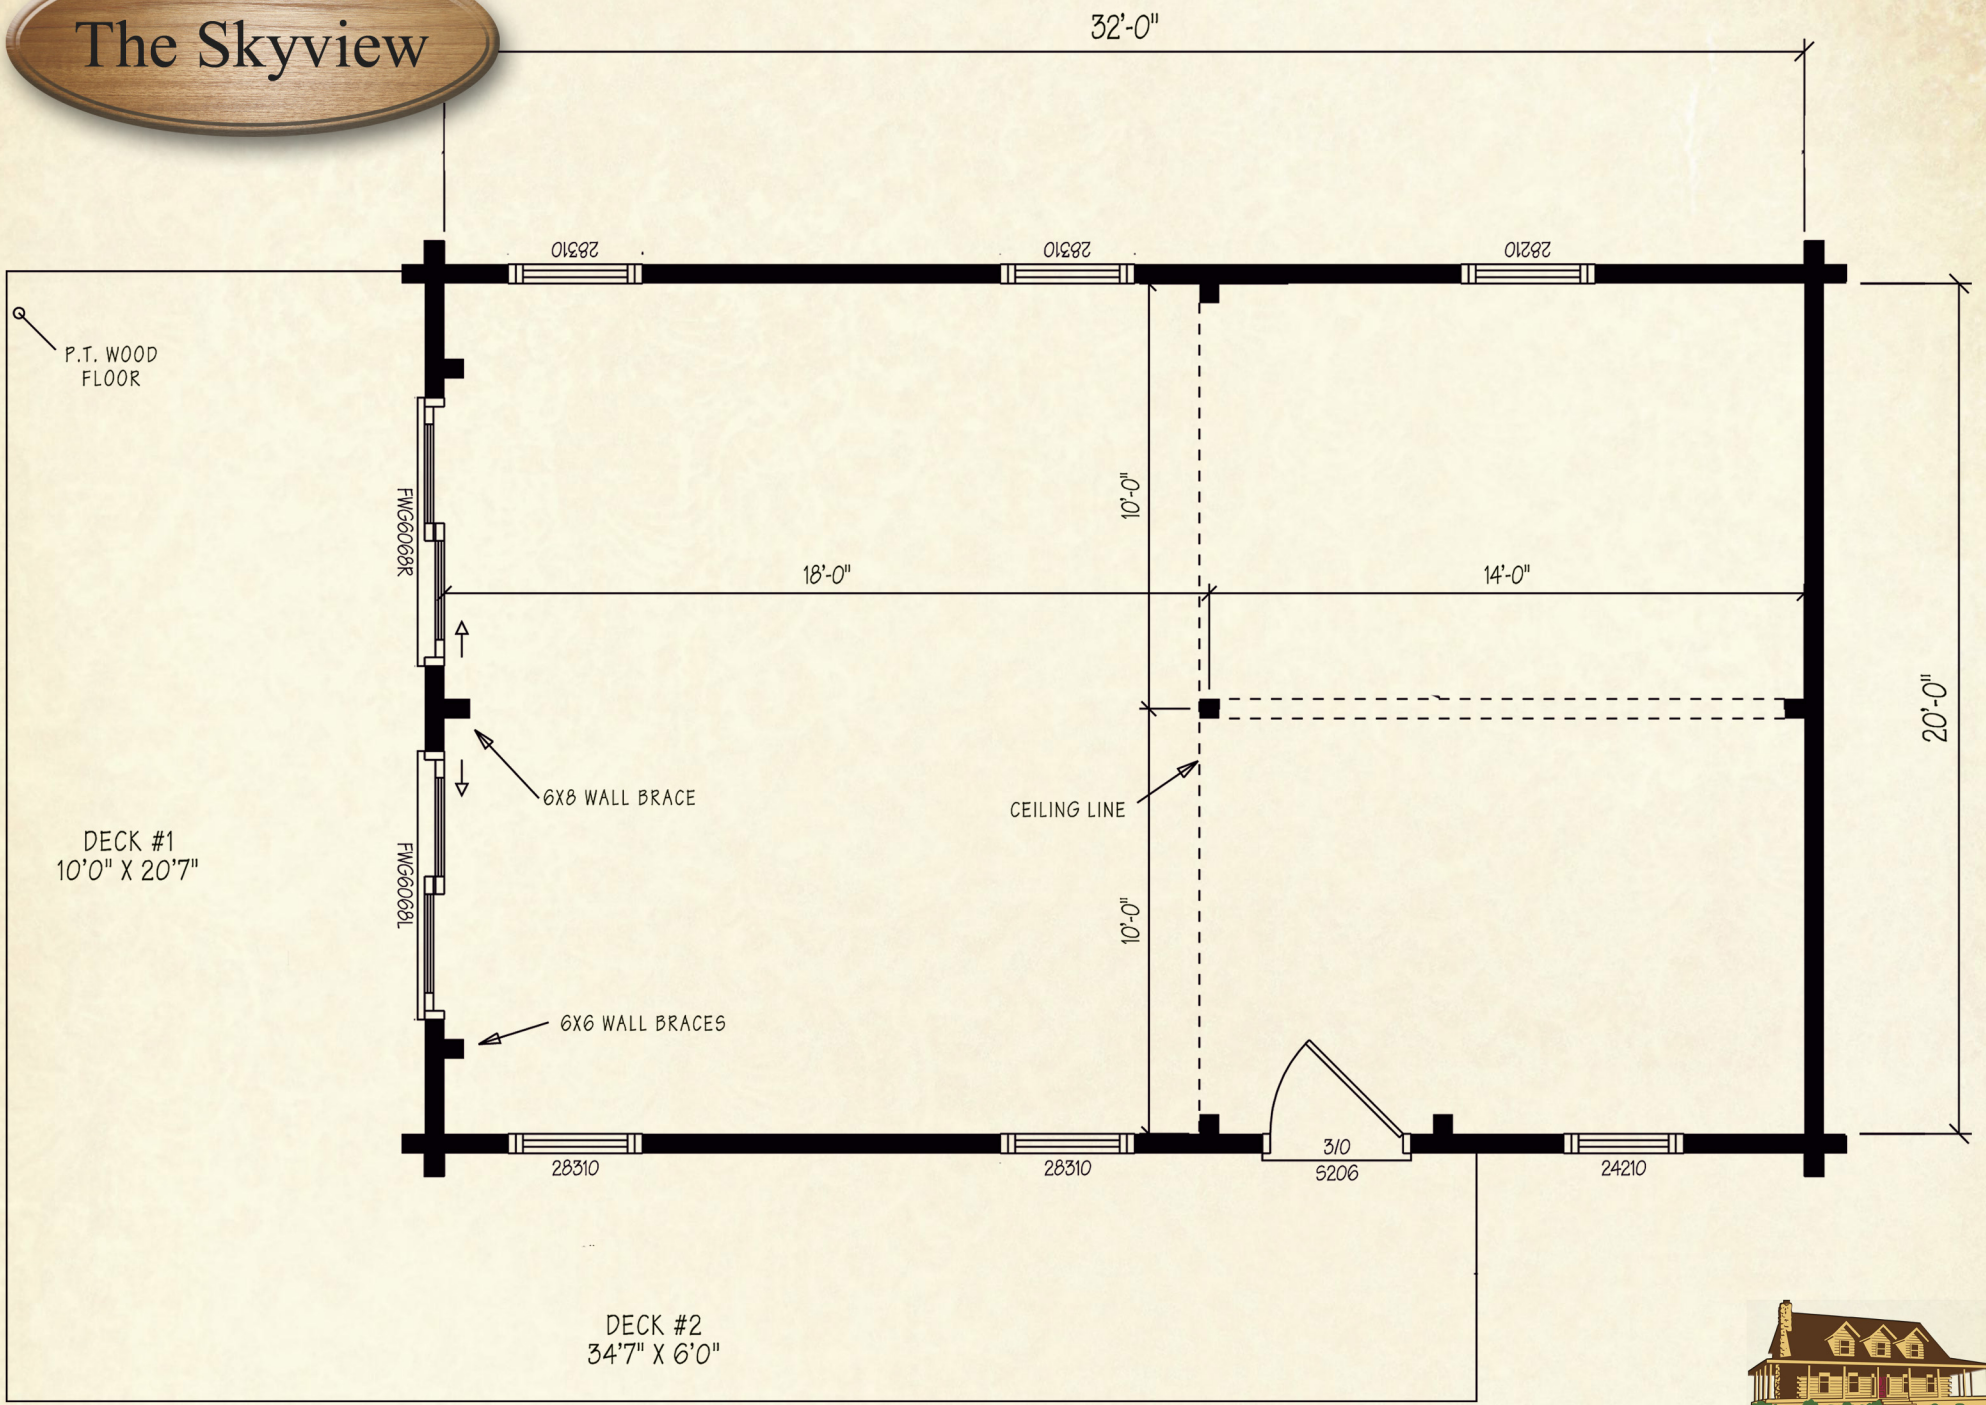 The Skyview
32'-0"
28310
28310
28210
P.T. WOOD
FLOOR
FWG6068R
10'-0"
18'-0"
14'-0"
20'-0"
6X8 WALL BRACE
CEILING LINE
DECK #1
10'0" X 20'7"
FWG6068L
10'-0"
6X6 WALL BRACES
3/0
S206
28310
28310
24210
DECK #2
34'7" X 6'0"